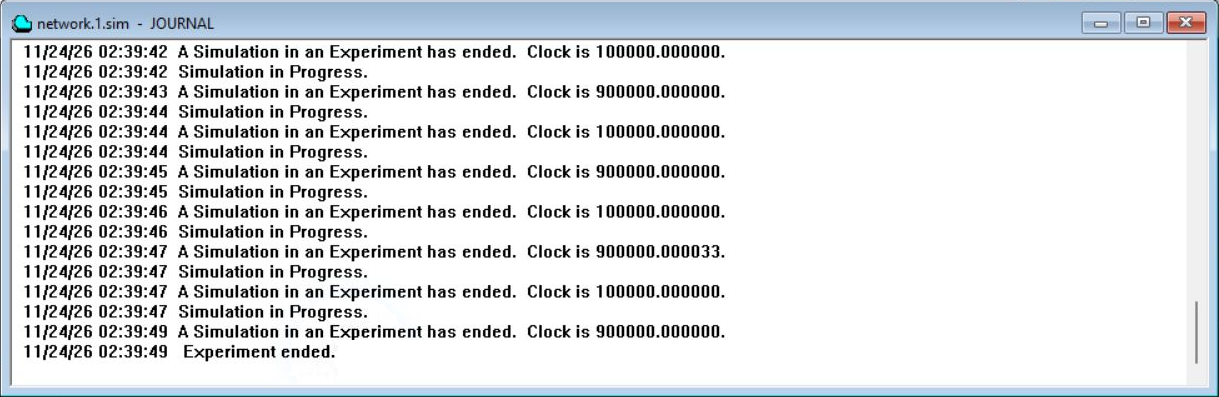 network.1.sim - JOURNAL
11/24/26 02:39:42 A Simulation in an Experiment has ended. Clock is 100000.000000.
11/24/26 02:39:42 Simulation in Progress.
11/24/26 02:39:43 A Simulation in an Experiment has ended. Clock is 900000.000000.
11/24/26 02:39:44 Simulation in Progress.
11/24/26 02:39:44 A Simulation in an Experiment has ended. Clock is 100000.000000.
11/24/26 02:39:44 Simulation in Progress.
11/24/26 02:39:45 A Simulation in an Experiment has ended. Clock is 900000.000000.
11/24/26 02:39:45 Simulation in Progress.
11/24/26 02:39:46 A Simulation in an Experiment has ended. Clock is 100000.000000.
11/24/26 02:39:46 Simulation in Progress.
11/24/26 02:39:47 A Simulation in an Experiment has ended. Clock is 900000.000033.
11/24/26 02:39:47 Simulation in Progress.
11/24/26 02:39:47 A Simulation in an Experiment has ended. Clock is 100000.000000.
11/24/26 02:39:47 Simulation in Progress.
11/24/26 02:39:49 A Simulation in an Experiment has ended. Clock is 900000.000000.
11/24/26 02:39:49 Experiment ended.